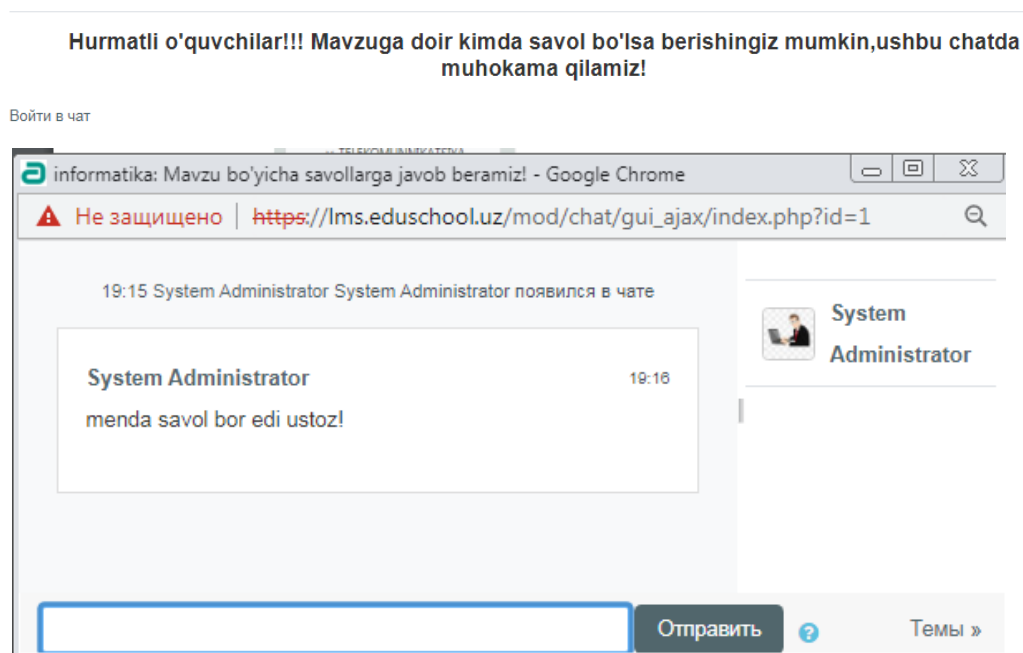 Hurmatli o'quvchilar!!! Mavzuga doir kimda savol bo'lsa berishingiz mumkin,ushbu chatda
muhokama qilamiz!
Войти в чат
informatika: Mavzu bo'yicha savollarga javob beramiz! - Google Chrome
Не защищено | https://lms.eduschool.uz/mod/chat/gui_ajax/index.php?id=1
19:15 System Administrator System Administrator появился в чате
System Administrator 19:16
menda savol bor edi ustoz!
System
Administrator
Отправить ? Темы »